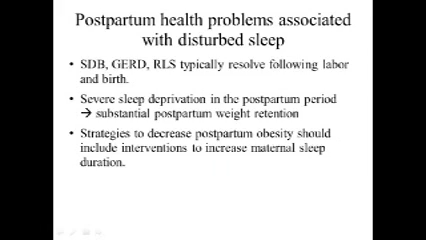 Postpartum health problems associated
with disturbed sleep
• SDB, GERD, RLS typically resolve following labor
and birth.
• Severe sleep deprivation in the postpartum period
→ substantial postpartum weight retention
• Strategies to decrease postpartum obesity should
include interventions to increase maternal sleep
duration.